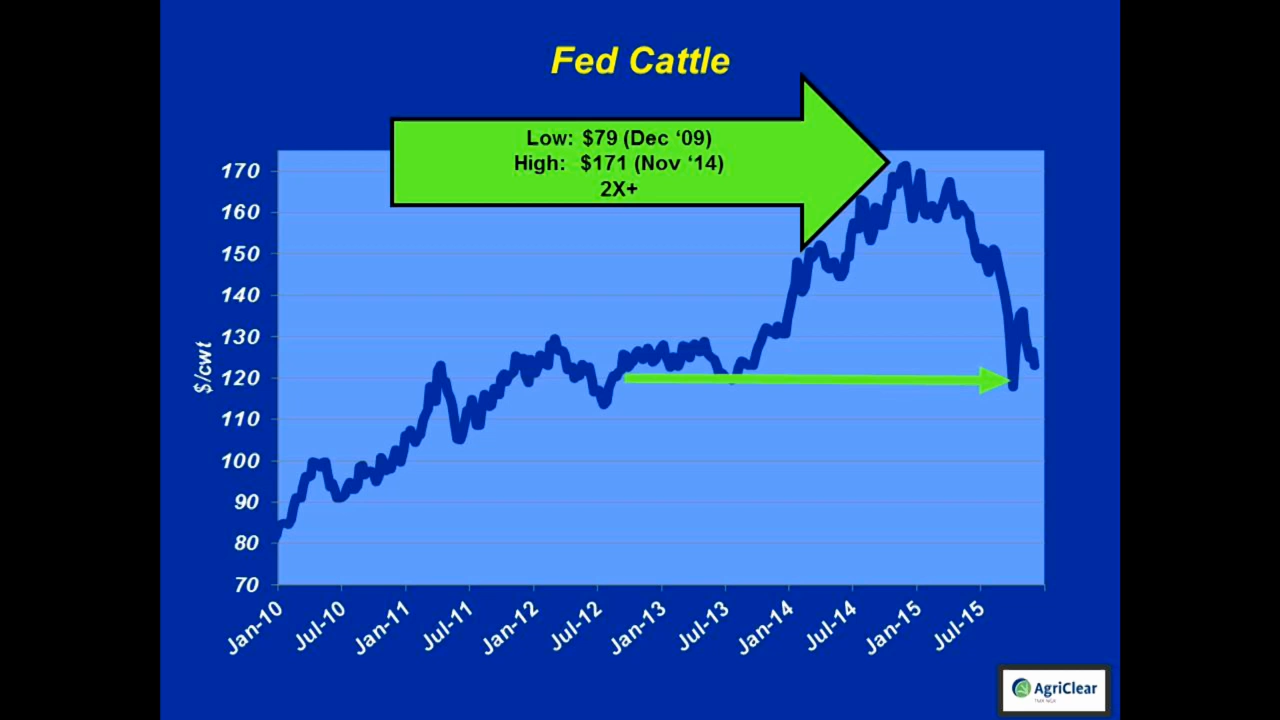 Fed Cattle
Low: $79 (Dec ‘09)
High: $171 (Nov ‘14)
2X+
$/cwt
170
160
150
140
130
120
110
100
90
80
70
Jan-10
Jul-10
Jan-11
Jul-11
Jan-12
Jul-12
Jan-13
Jul-13
Jan-14
Jul-14
Jan-15
Jul-15
AgriClear